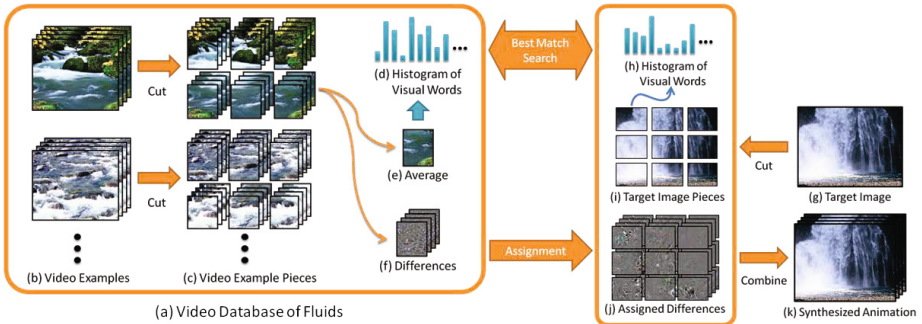 Cut
Cut
(b) Video Examples
(c) Video Example Pieces
(d) Histogram of
Visual Words
(e) Average
(f) Differences
(a) Video Database of Fluids
Best Match
Search
Assignment
(h) Histogram of
Visual Words
(i) Target Image Pieces
(j) Assigned Differences
Cut
(g) Target Image
Combine
(k) Synthesized Animation